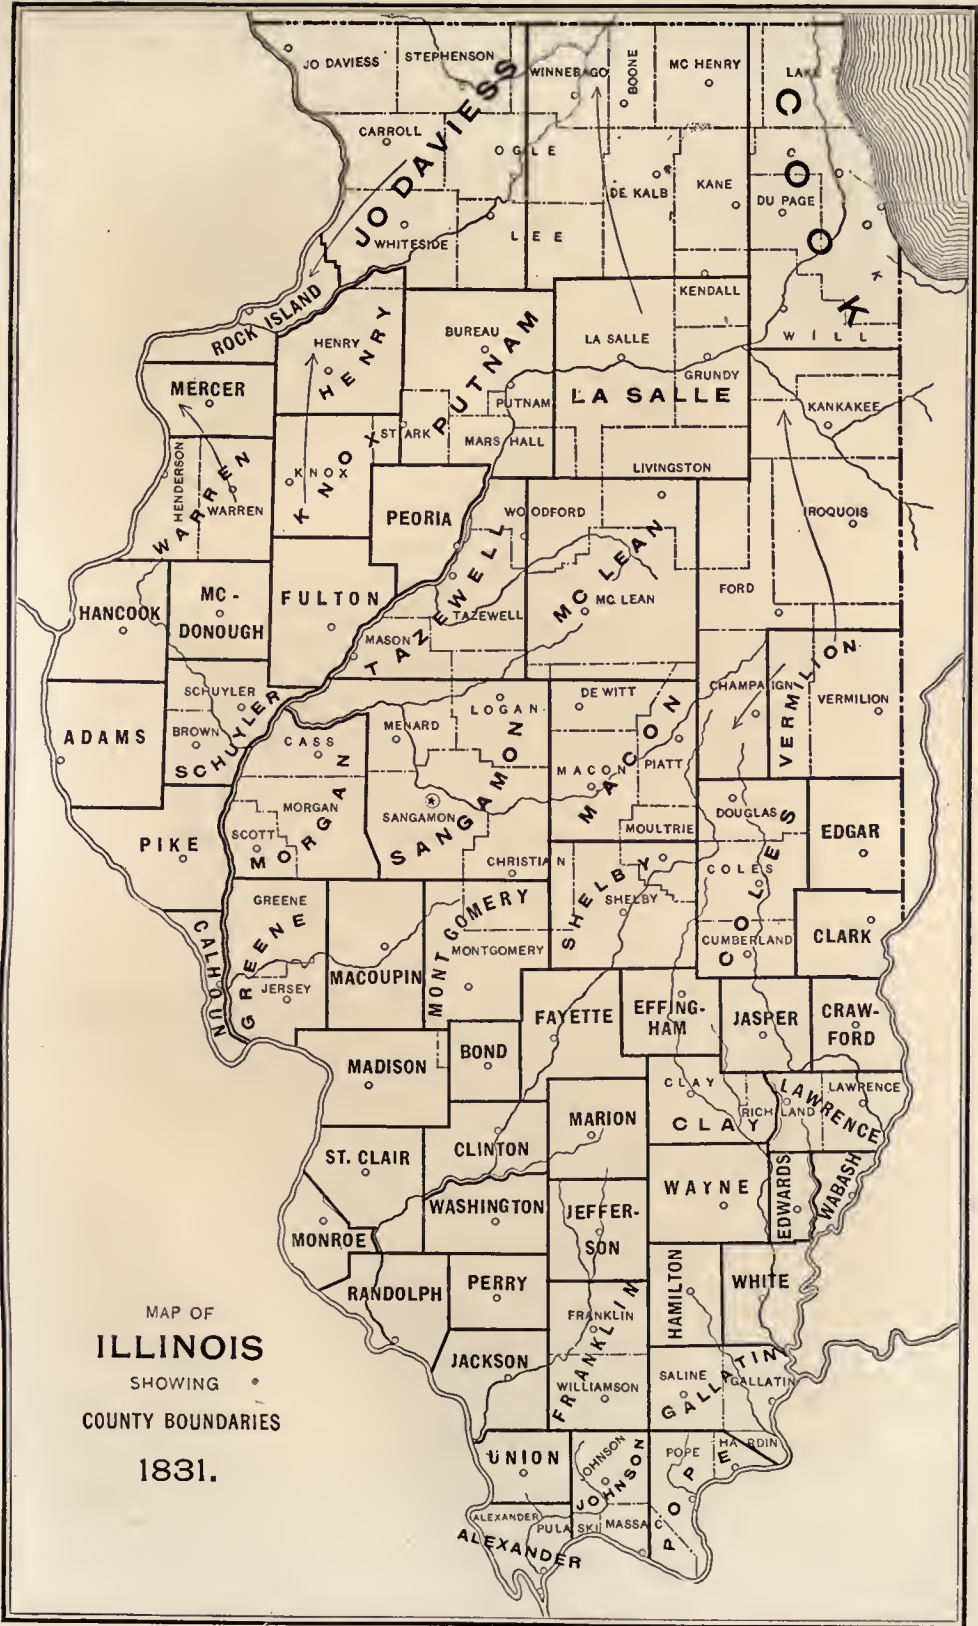 JO DAVIESS
STEPHENSON
WINNEBAGO
BOONE
MC HENRY
LAKE
CARROLL
JO DAVIESS
OGLE
DE KALB
KANE
COOK
DU PAGE
COOK
WHITESIDE
LEE
ROCK ISLAND
KENDALL
WILL
HENRY
HENRY
BUREAU
PUTNAM
LA SALLE
GRUNDY
MERCER
PUTNAM
LA SALLE
KANKAKEE
STARK
MARSHALL
HENDERSON
WARREN
WARREN
KNOX
KNOX
PEORIA
WOODFORD
LIVINGSTON
IROQUOIS
HANCOCK
MC-
DONOUGH
FULTON
TAZEWELL
TAZEWELL
MASON
MC LEAN
MC LEAN
FORD
ADAMS
SCHUYLER
BROWN
SCHUYLER
CASS
MENARD
LOGAN
DE WITT
CHAMPAIGN
VERMILION
VERMILION
MACON
MACON
PIATT
MORGAN
MORGAN
SCOTT
SANGAMON
SANGAMON
MOULTRIE
DOUGLAS
EDGAR
PIKE
CHRISTIAN
SHELBY
SHELBY
COLES
COLES
CUMBERLAND
CLARK
CALHOUN
GREENE
GREENE
JERSEY
MACOUPIN
MONTGOMERY
MONTGOMERY
FAYETTE
EFFING-
HAM
JASPER
CRAW-
FORD
MADISON
BOND
CLAY
CLAY
RICHLAND
LAWRENCE
LAWRENCE
MARION
ST. CLAIR
CLINTON
WAYNE
EDWARDS
WABASH
WASHINGTON
JEFFER-
SON
MONROE
RANDOLPH
PERRY
FRANKLIN
FRANKLIN
HAMILTON
WHITE
JACKSON
WILLIAMSON
SALINE
GALLATIN
GALLATIN
UNION
JOHNSON
JOHNSON
POPE
POPE
HARDIN
ALEXANDER
PULASKI
MASSAC
ALEXANDER
MAP OF
ILLINOIS
SHOWING
COUNTY BOUNDARIES
1831.